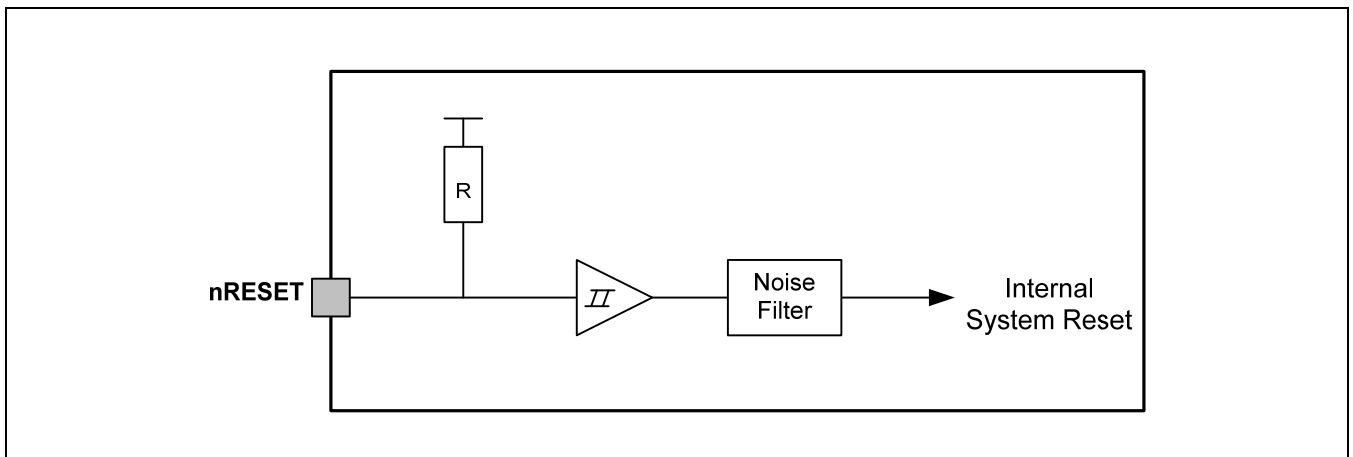 R
nRESET
Noise
Filter
Internal
System Reset